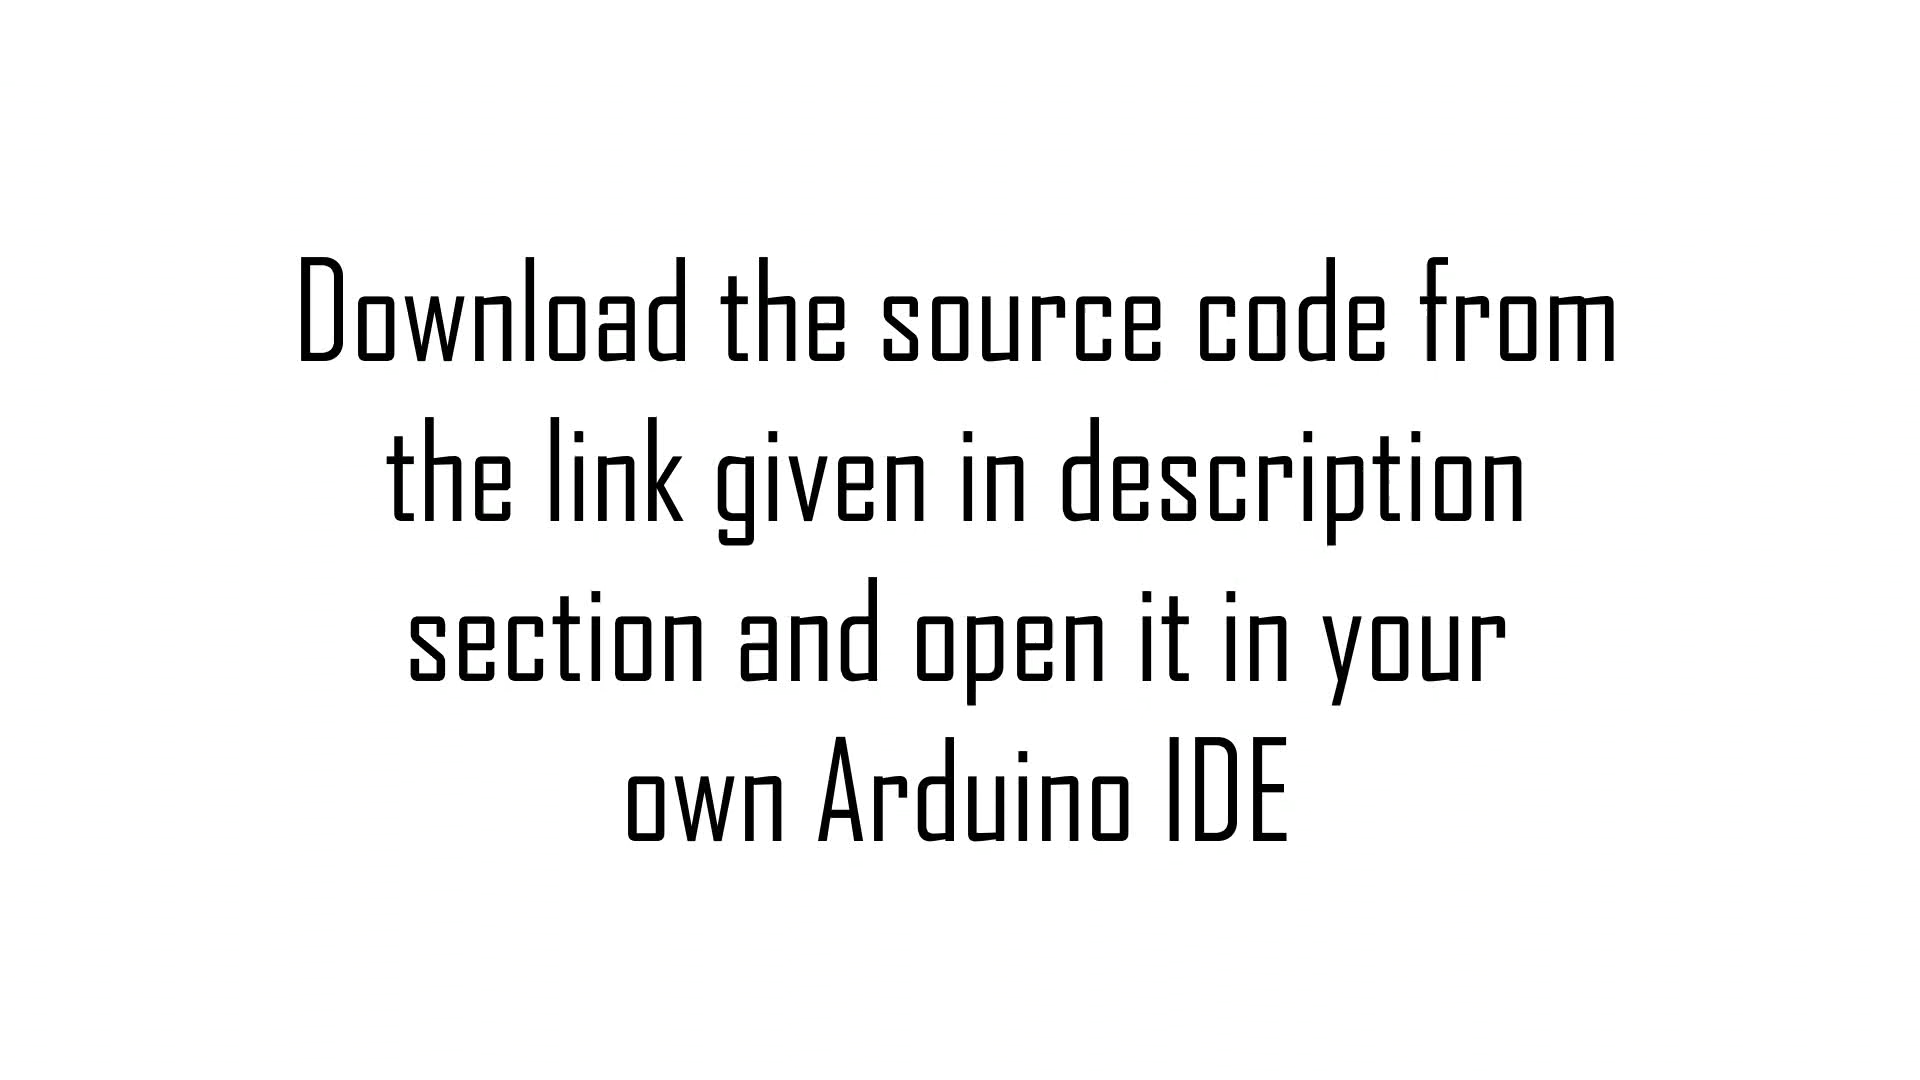 Download the source code from
the link given in description
section and open it in your
own Arduino IDE